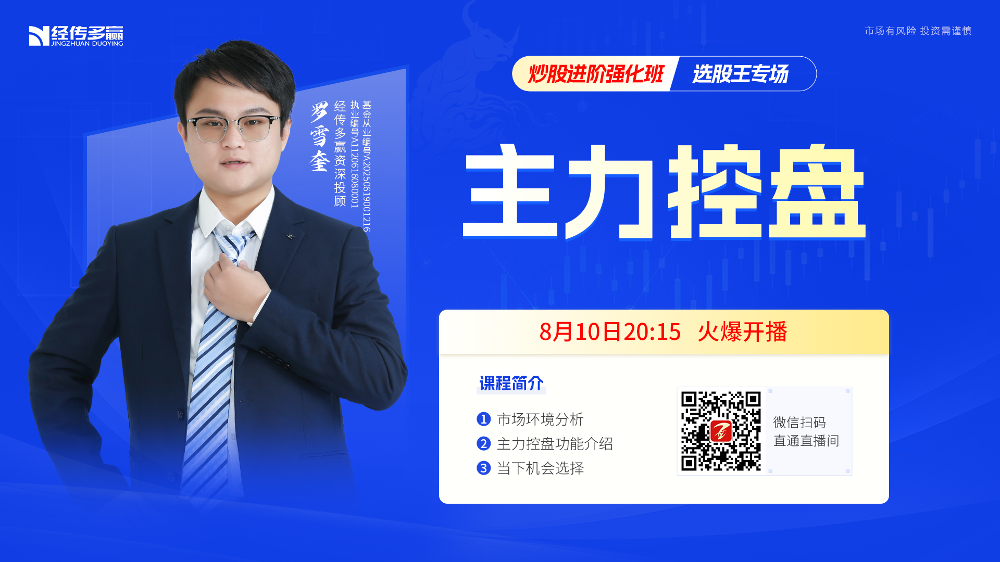 经传多赢
JINGZHUAN DUOYING
市场有风险 投资需谨慎
炒股进阶强化班
选股王专场
罗雪奎
经传多赢资深投顾
执业编号A1120616080001
基金从业编号A20250619001216
主力控盘
8月10日20:15 火爆开播
课程简介
1 市场环境分析
2 主力控盘功能介绍
3 当下机会选择
微信扫码
直通直播间